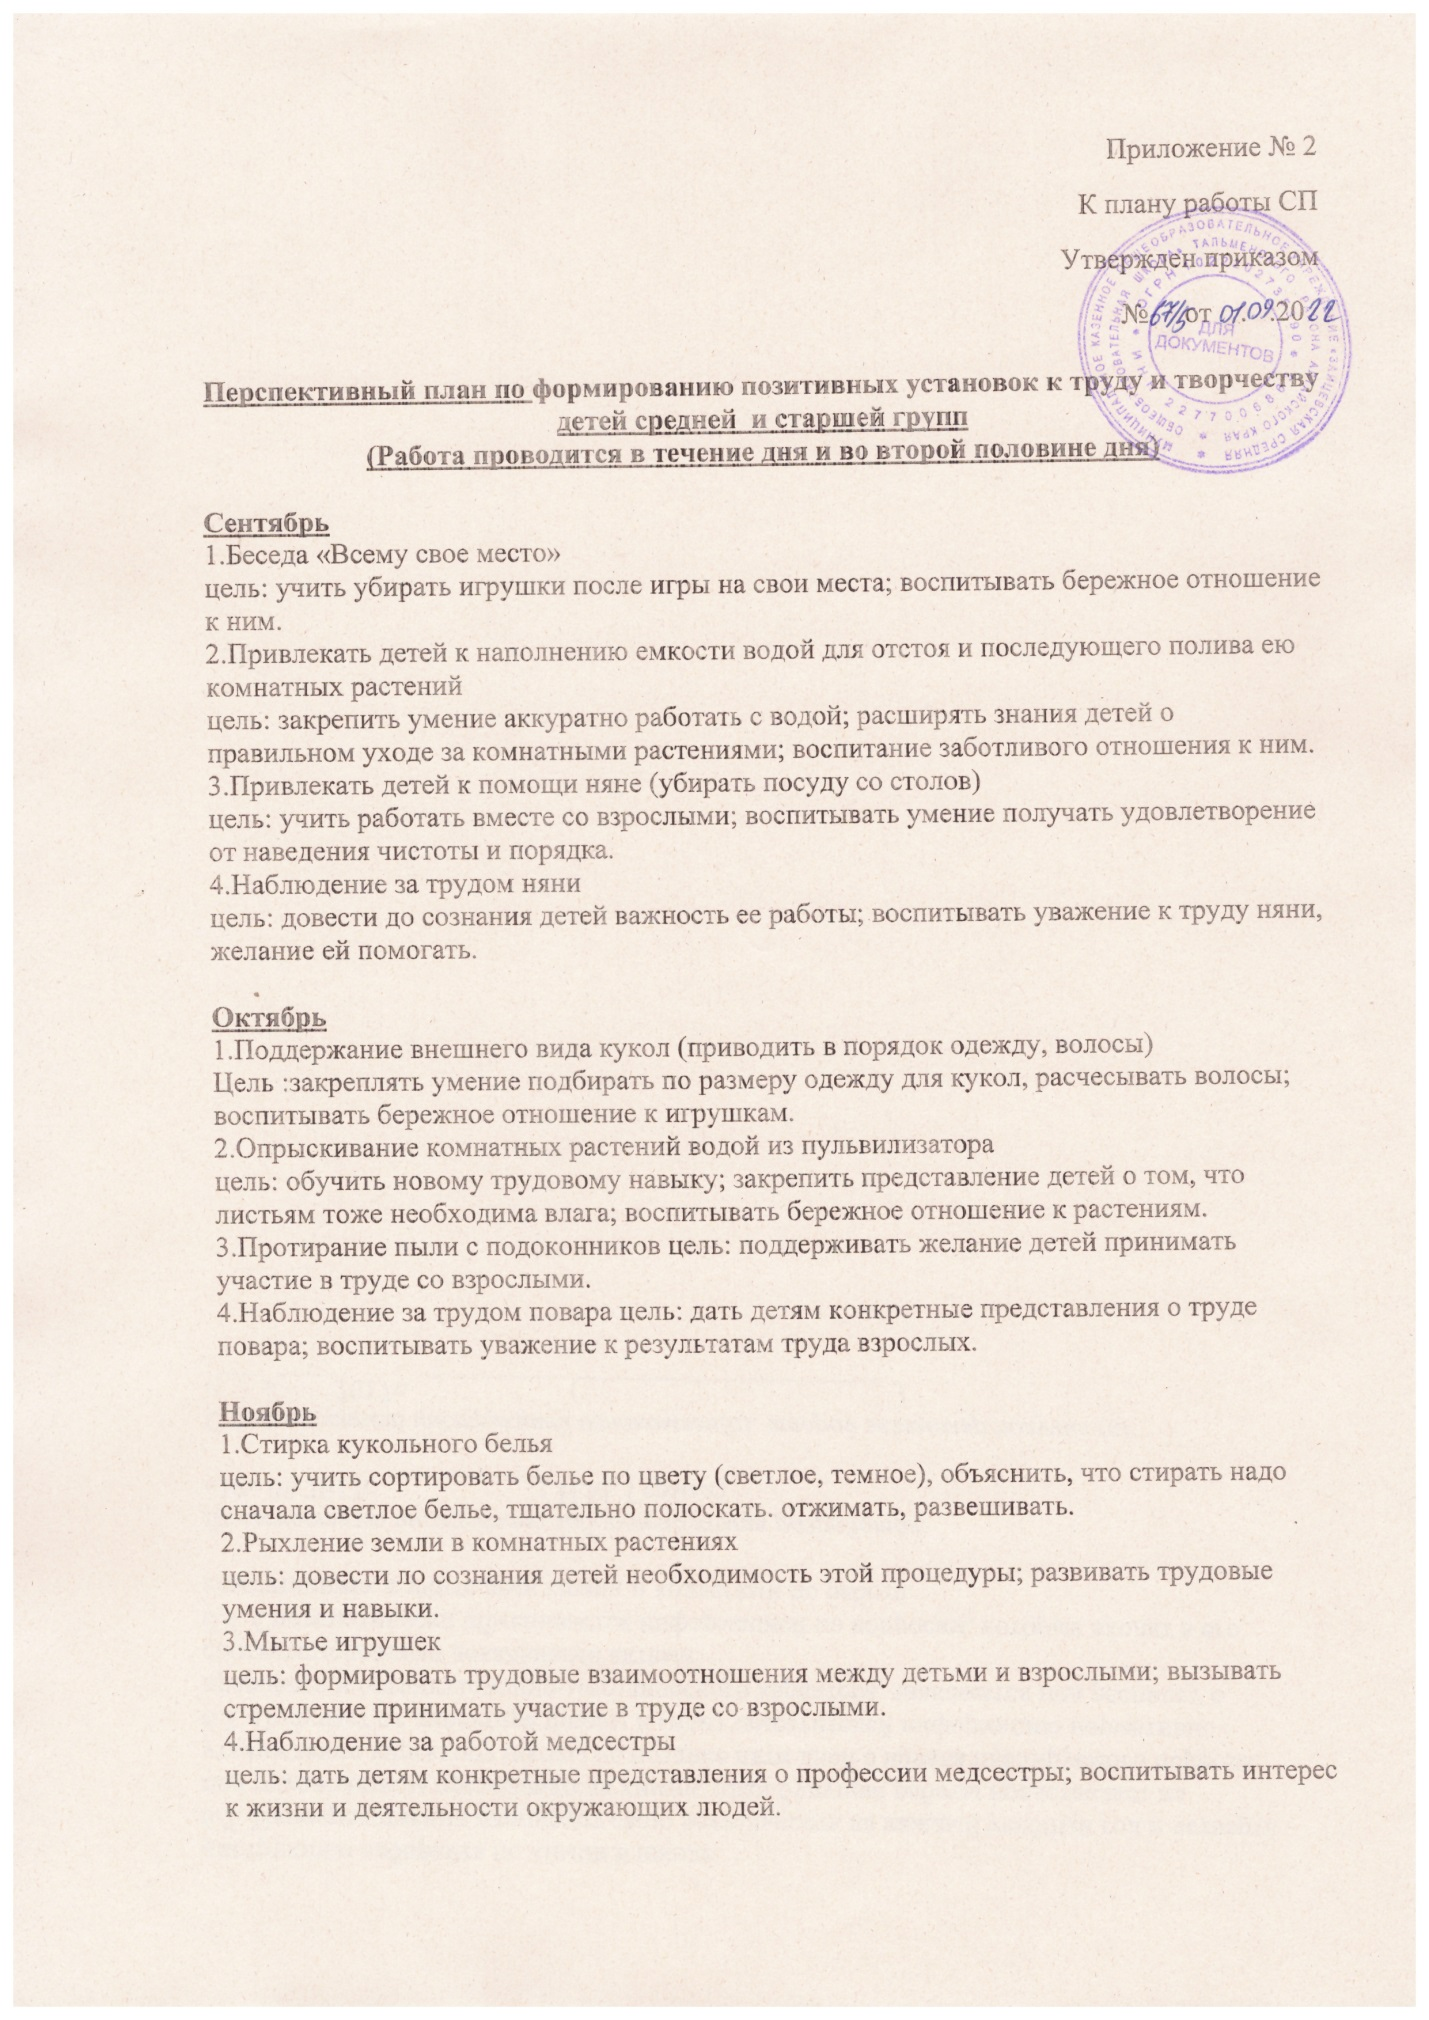 Приложение № 2
К плану работы СП
Утвержден приказом
№67/5 от 01.09.2022
ДЛЯ
ДОКУМЕНТОВ
Перспективный план по формированию позитивных установок к труду и творчеству
детей средней и старшей групп
(Работа проводится в течение дня и во второй половине дня)
Сентябрь
1.Беседа «Всему свое место»
цель: учить убирать игрушки после игры на свои места; воспитывать бережное отношение
к ним.
2.Привлекать детей к наполнению емкости водой для отстоя и последующего полива ею
комнатных растений
цель: закрепить умение аккуратно работать с водой; расширять знания детей о
правильном уходе за комнатными растениями; воспитание заботливого отношения к ним.
3.Привлекать детей к помощи няне (убирать посуду со столов)
цель: учить работать вместе со взрослыми; воспитывать умение получать удовлетворение
от наведения чистоты и порядка.
4.Наблюдение за трудом няни
цель: довести до сознания детей важность ее работы; воспитывать уважение к труду няни,
желание ей помогать.
Октябрь
1.Поддержание внешнего вида кукол (приводить в порядок одежду, волосы)
Цель :закреплять умение подбирать по размеру одежду для кукол, расчесывать волосы;
воспитывать бережное отношение к игрушкам.
2.Опрыскивание комнатных растений водой из пульвилизатора
цель: обучить новому трудовому навыку; закрепить представление детей о том, что
листьям тоже необходима влага; воспитывать бережное отношение к растениям.
3.Протирание пыли с подоконников цель: поддерживать желание детей принимать
участие в труде со взрослыми.
4.Наблюдение за трудом повара цель: дать детям конкретные представления о труде
повара; воспитывать уважение к результатам труда взрослых.
Ноябрь
1.Стирка кукольного белья
цель: учить сортировать белье по цвету (светлое, темное), объяснить, что стирать надо
сначала светлое белье, тщательно полоскать. отжимать, развешивать.
2.Рыхление земли в комнатных растениях
цель: довести ло сознания детей необходимость этой процедуры; развивать трудовые
умения и навыки.
3.Мытье игрушек
цель: формировать трудовые взаимоотношения между детьми и взрослыми; вызывать
стремление принимать участие в труде со взрослыми.
4.Наблюдение за работой медсестры
цель: дать детям конкретные представления о профессии медсестры; воспитывать интерес
к жизни и деятельности окружающих людей.